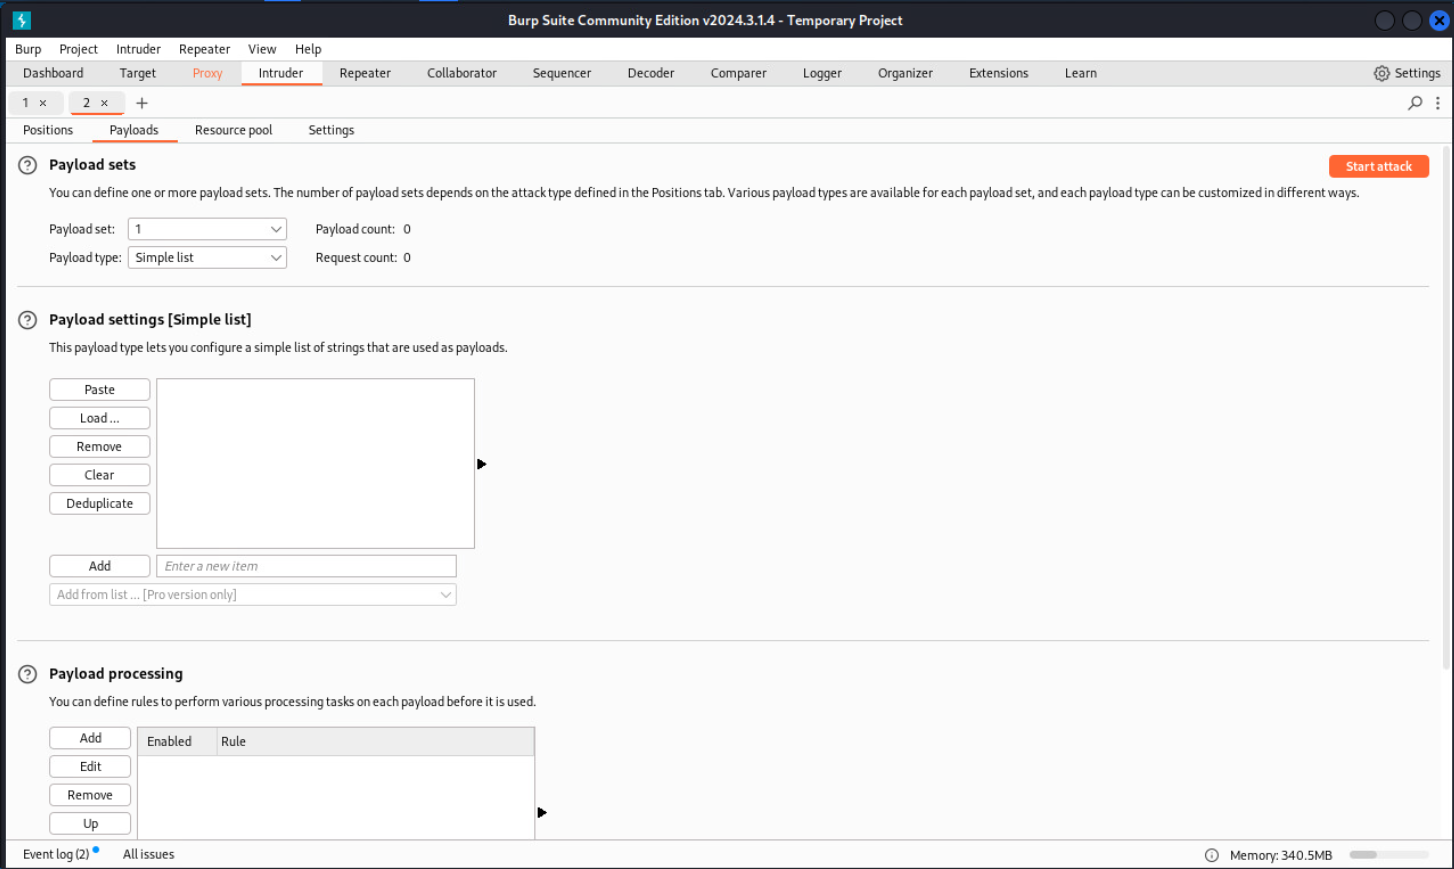 Burp Suite Community Edition v2024.3.1.4 - Temporary Project
Burp Project Intruder Repeater View Help
Dashboard Target Proxy Intruder Repeater Collaborator Sequencer Decoder Comparer Logger Organizer Extensions Learn Settings
1 × 2 × +
Positions Payloads Resource pool Settings
? Payload sets Start attack
You can define one or more payload sets. The number of payload sets depends on the attack type defined in the Positions tab. Various payload types are available for each payload set, and each payload type can be customized in different ways.
Payload set: 1 Payload count: 0
Payload type: Simple list Request count: 0
? Payload settings [Simple list]
This payload type lets you configure a simple list of strings that are used as payloads.
Paste
Load ...
Remove
Clear
Deduplicate
Add Enter a new item
Add from list ... [Pro version only]
? Payload processing
You can define rules to perform various processing tasks on each payload before it is used.
Add Enabled Rule
Edit
Remove
Up
Event log (2) All issues Memory: 340.5MB